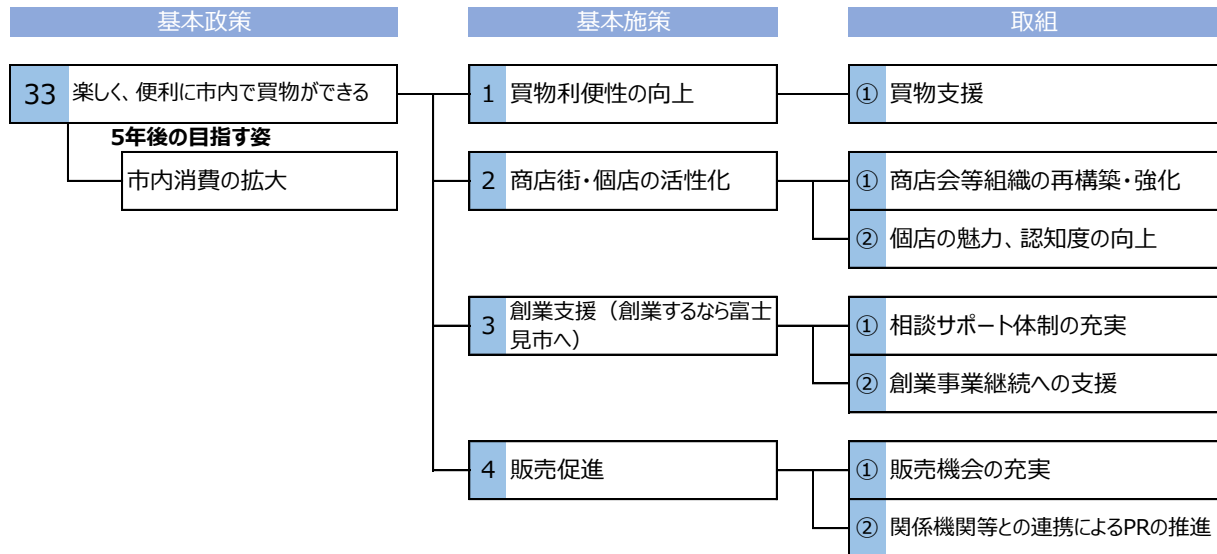 基本政策
基本施策
取組
33 楽しく、便利に市内で買物ができる
5年後の目指す姿
市内消費の拡大
1 買物利便性の向上
① 買物支援
2 商店街・個店の活性化
① 商店会等組織の再構築・強化
② 個店の魅力、認知度の向上
3 創業支援（創業するなら富士
見市へ）
① 相談サポート体制の充実
② 創業事業継続への支援
4 販売促進
① 販売機会の充実
② 関係機関等との連携によるPRの推進